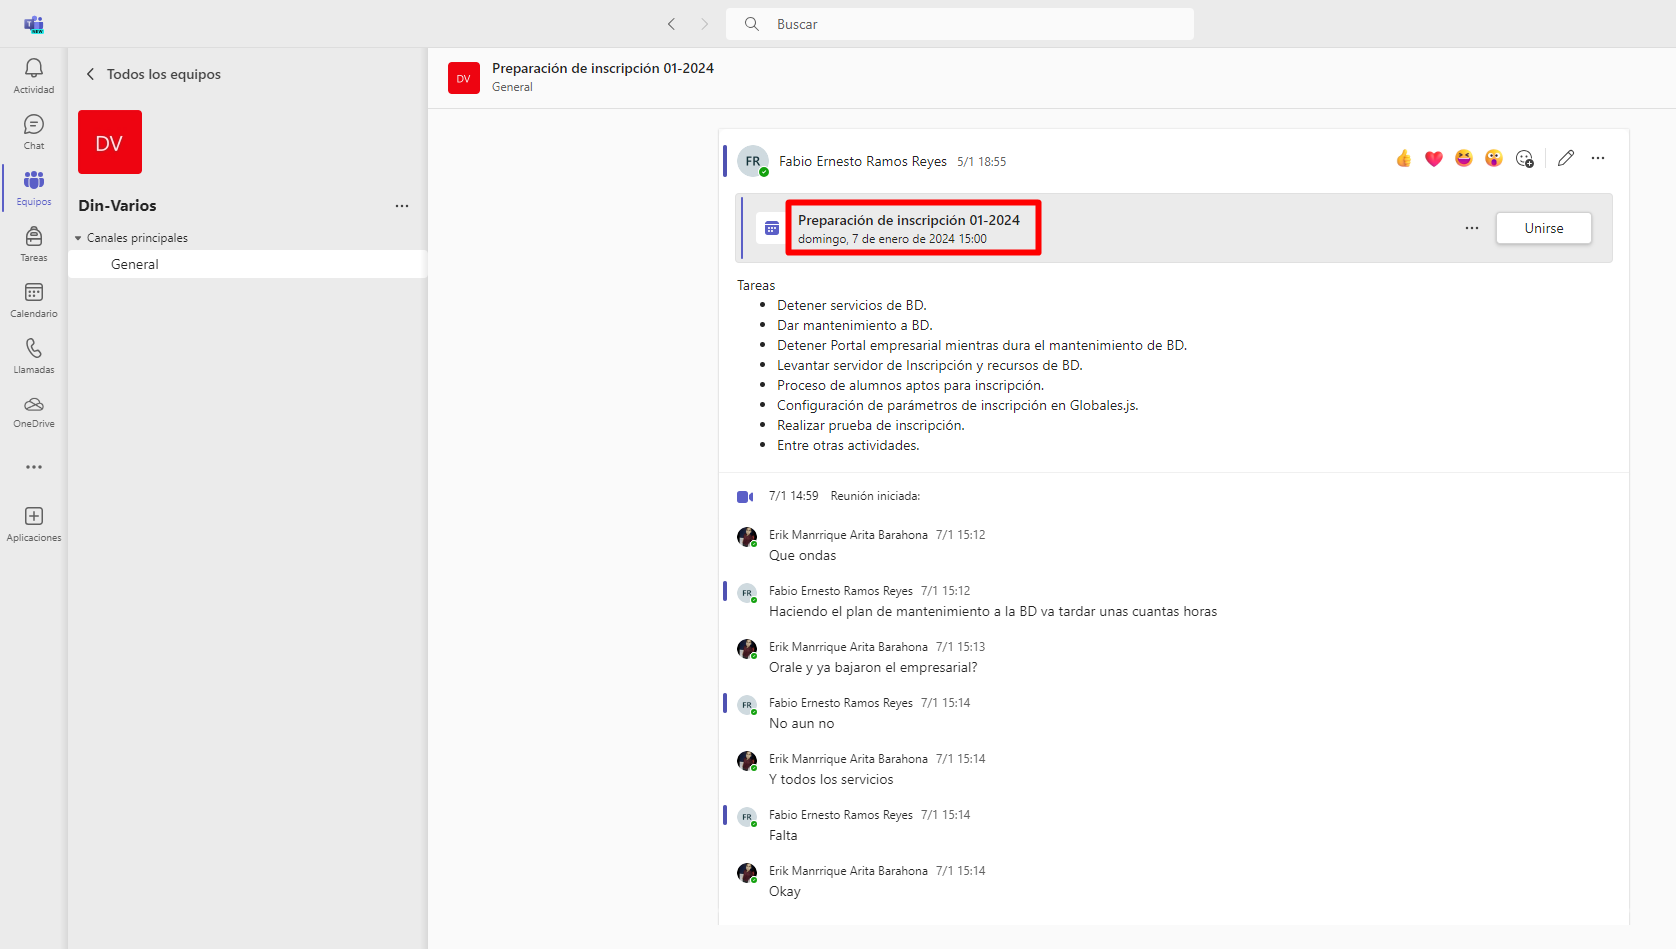 NEW
Buscar
Actividad
Chat
Equipos
Tareas
Calendario
Llamadas
OneDrive
Aplicaciones
Todos los equipos
DV
Din-Varios
Canales principales
General
DV
Preparación de inscripción 01-2024
General
FR
Fabio Ernesto Ramos Reyes 5/1 18:55
Preparación de inscripción 01-2024
domingo, 7 de enero de 2024 15:00
Unirse
Tareas
• Detener servicios de BD.
• Dar mantenimiento a BD.
• Detener Portal empresarial mientras dura el mantenimiento de BD.
• Levantar servidor de Inscripción y recursos de BD.
• Proceso de alumnos aptos para inscripción.
• Configuración de parámetros de inscripción en Globales.js.
• Realizar prueba de inscripción.
• Entre otras actividades.
7/1 14:59 Reunión iniciada:
Erik Manrrique Arita Barahona 7/1 15:12
Que ondas
FR Fabio Ernesto Ramos Reyes 7/1 15:12
Haciendo el plan de mantenimiento a la BD va tardar unas cuantas horas
Erik Manrrique Arita Barahona 7/1 15:13
Orale y ya bajaron el empresarial?
FR Fabio Ernesto Ramos Reyes 7/1 15:14
No aun no
Erik Manrrique Arita Barahona 7/1 15:14
Y todos los servicios
FR Fabio Ernesto Ramos Reyes 7/1 15:14
Falta
Erik Manrrique Arita Barahona 7/1 15:14
Okay